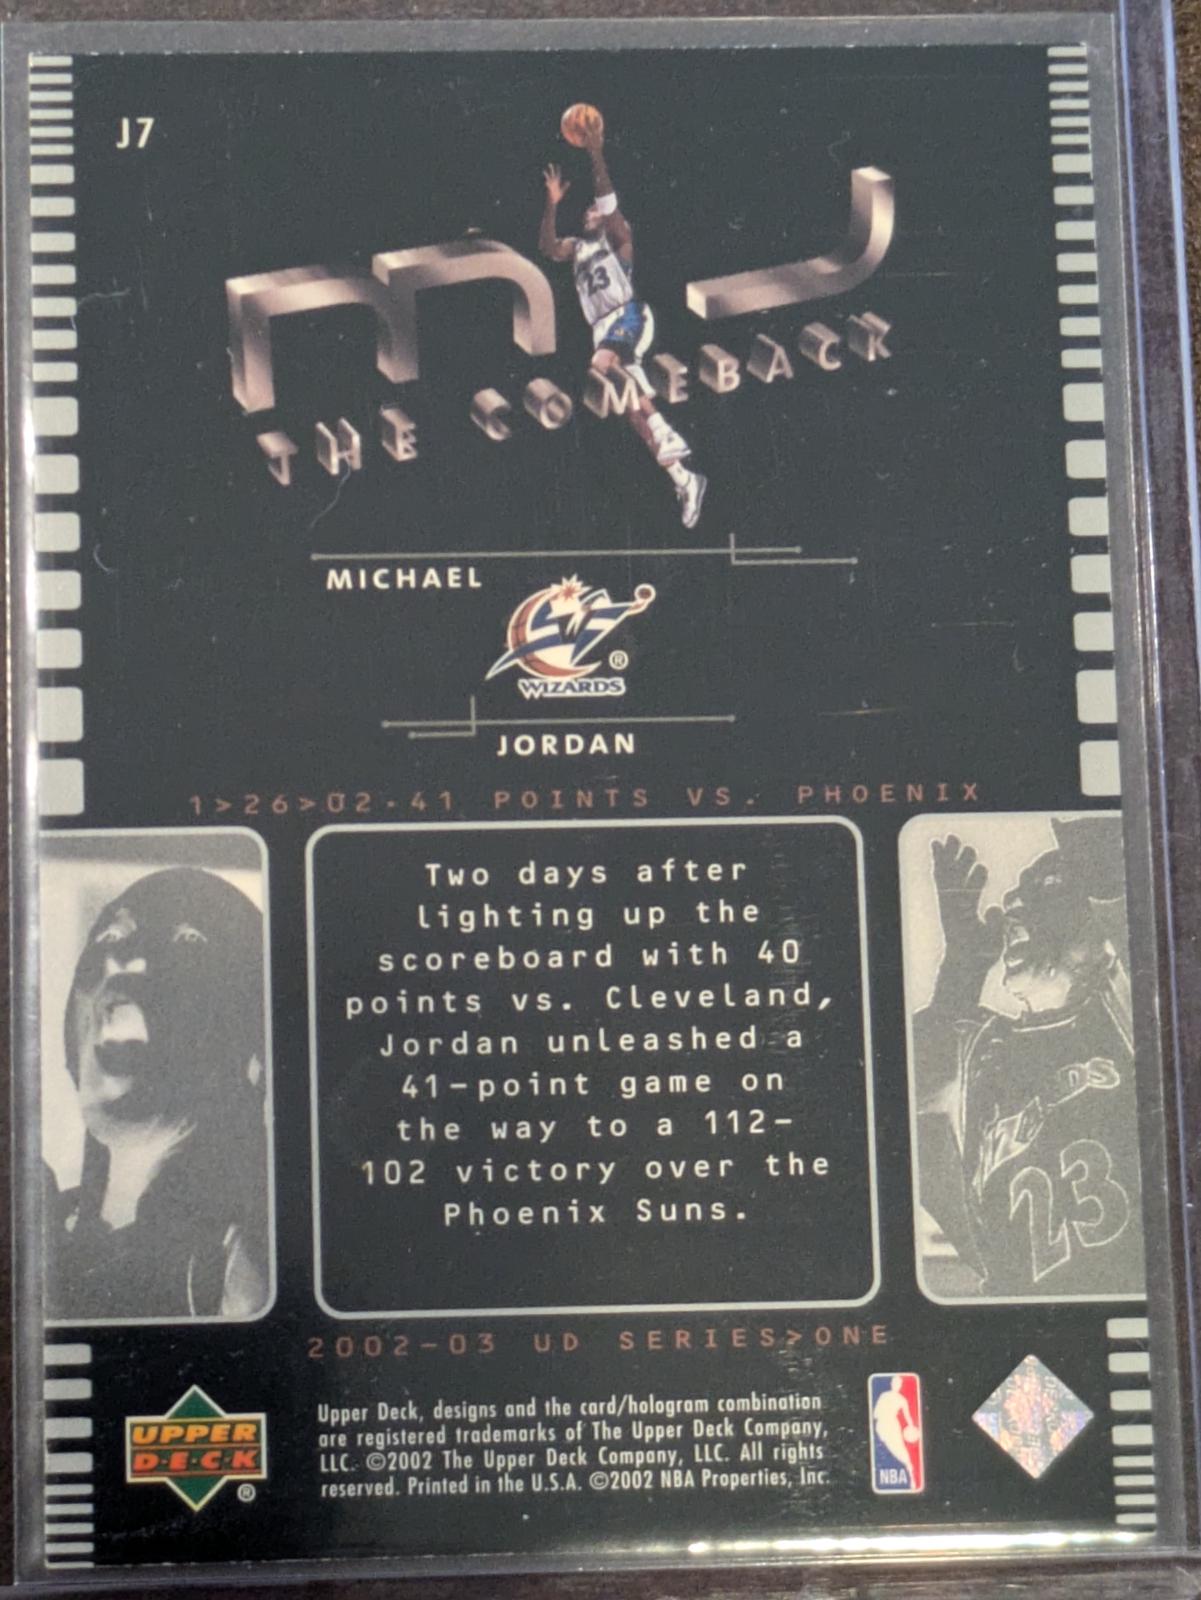 J7
23
mJ
THE COMEBACK
MICHAEL
WIZARDS
®
JORDAN
1>26>02•41 POINTS VS. PHOENIX
Two days after
lighting up the
scoreboard with 40
points vs. Cleveland,
Jordan unleashed a
41-point game on
the way to a 112-
102 victory over the
Phoenix Suns.
23
2002-03 UD SERIES>ONE
UPPER
D•E•C•K
®
Upper Deck, designs and the card/hologram combination
are registered trademarks of The Upper Deck Company,
LLC. ©2002 The Upper Deck Company, LLC. All rights
reserved. Printed in the U.S.A. ©2002 NBA Properties, Inc.
NBA